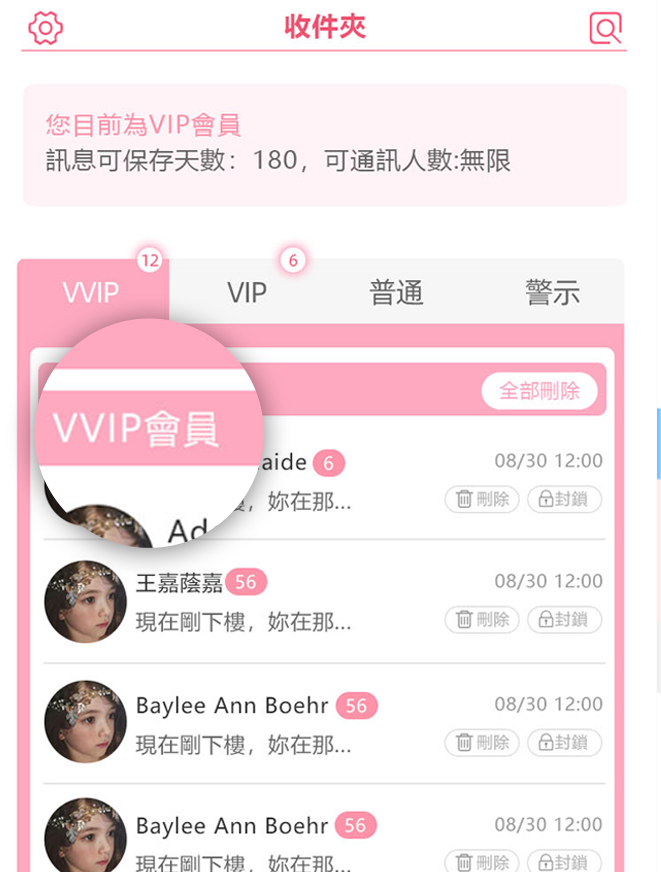 收件夾
您目前為VIP會員
訊息可保存天數：180，可通訊人數:無限
VVIP 12
VIP 6
普通
警示
VVIP會員
全部刪除
Ad
aide 6
08/30 12:00
，妳在那...
刪除
封鎖
王嘉蔭嘉 56
08/30 12:00
現在剛下樓，妳在那...
刪除
封鎖
Baylee Ann Boehr 56
08/30 12:00
現在剛下樓，妳在那...
刪除
封鎖
Baylee Ann Boehr 56
08/30 12:00
現在剛下樓，妳在那...
刪除
封鎖